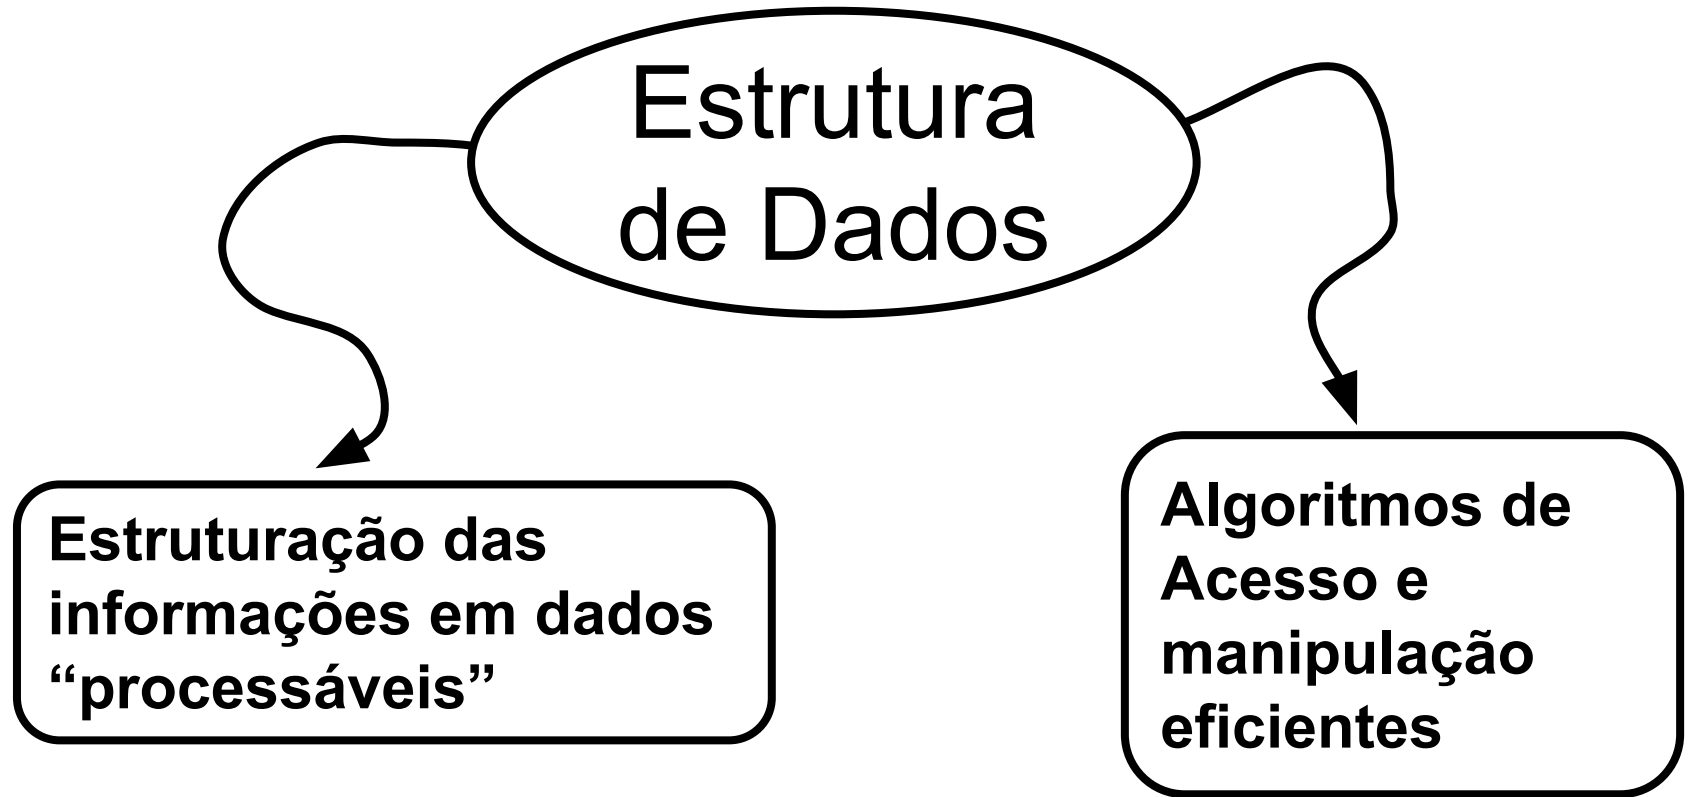 Estrutura
de Dados
Estruturação das
informações em dados
“processáveis”
Algoritmos de
Acesso e
manipulação
eficientes